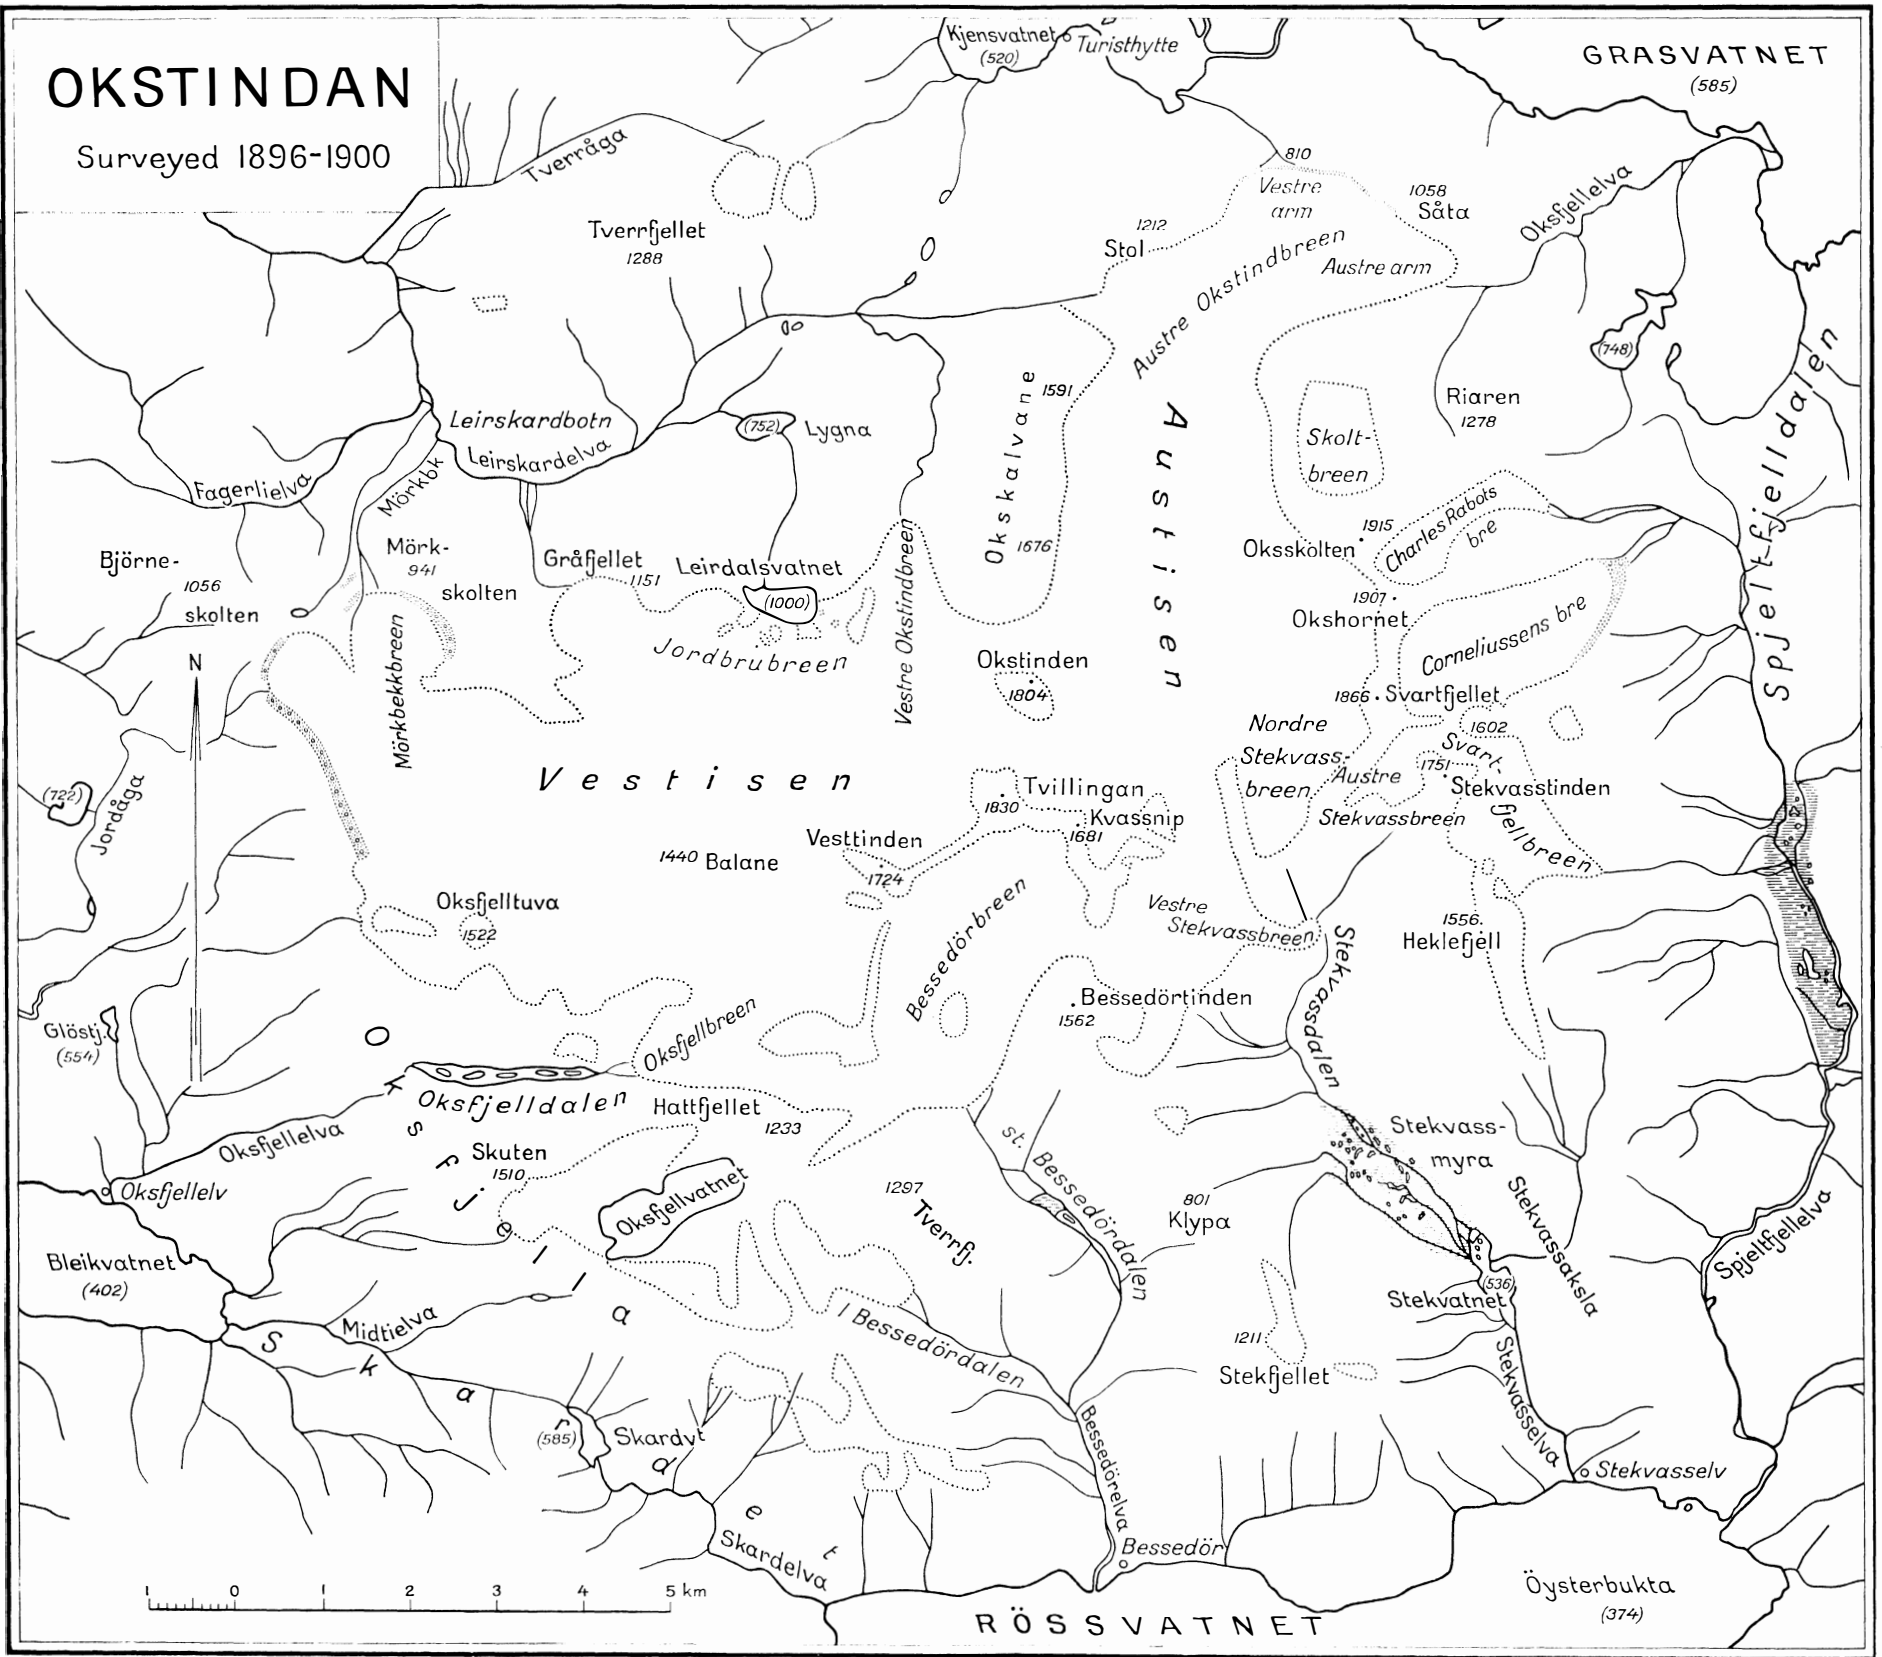 OKSTINDAN
Surveyed 1896-1900
Kjensvatnet
(520)
Turisthytte
GRASVATNET
(585)
Tverråga
810
Vestre
arm
1058
Såta
Oksfjellelva
Tverrfjellet
1288
1212
Stol
Austre Okstindbreen
Austre arm
(748)
Spjeltfjelldalen
Okskalvane
1591
1676
Austisen
Riaren
1278
Leirskardbotn
Leirskardelva
(752)
Lygna
Skolt-
breen
Fagerlielva
Mörkbk
Charles Rabots
bre
1915
Oksskolten
Björne-
1056
skolten
Mörk-
941
skolten
Gråfjellet
1151
Leirdalsvatnet
(1000)
Jordbrubreen
Vestre Okstindbreen
1907
Okshornet
Corneliussens bre
Mörkbekkbreen
N
Okstinden
1804
1866
Svartfjellet
1602
Nordre
Stekvass-
breen
Svart-
fjellbreen
1751
Stekvasstinden
Austre
Stekvassbreen
Vestisen
(722)
Jordåga
Tvillingan
1830
Kvassnip
1681
Vesttinden
1724
1440 Balane
Oksfjelltuva
1522
Bessedörbreen
Vestre
Stekvassbreen
1556
Heklefjell
Stekvassdalen
Bessedörtinden
1562
Glöstj.
(554)
Oksfjellbreen
Oksfjellia
Oksfjelldalen
Hattfjellet
1233
Oksfjellelva
Skuten
1510
st. Bessedördalen
Stekvass-
myra
Oksfjellelv
Oksfjellvatnet
1297
Tverrfj.
801
Klypa
Stekvassaksla
Spjeltfjellelva
Bleikvatnet
(402)
(536)
Stekvatnet
Midtielva
l Bessedördalen
1211
Stekfjellet
Stekvasselva
Skardet
(585)
Skardvt
Bessedörelva
Stekvasselv
Skardelva
Bessedör
1 0 1 2 3 4 5 km
RÖSSVATNET
Öysterbukta
(374)